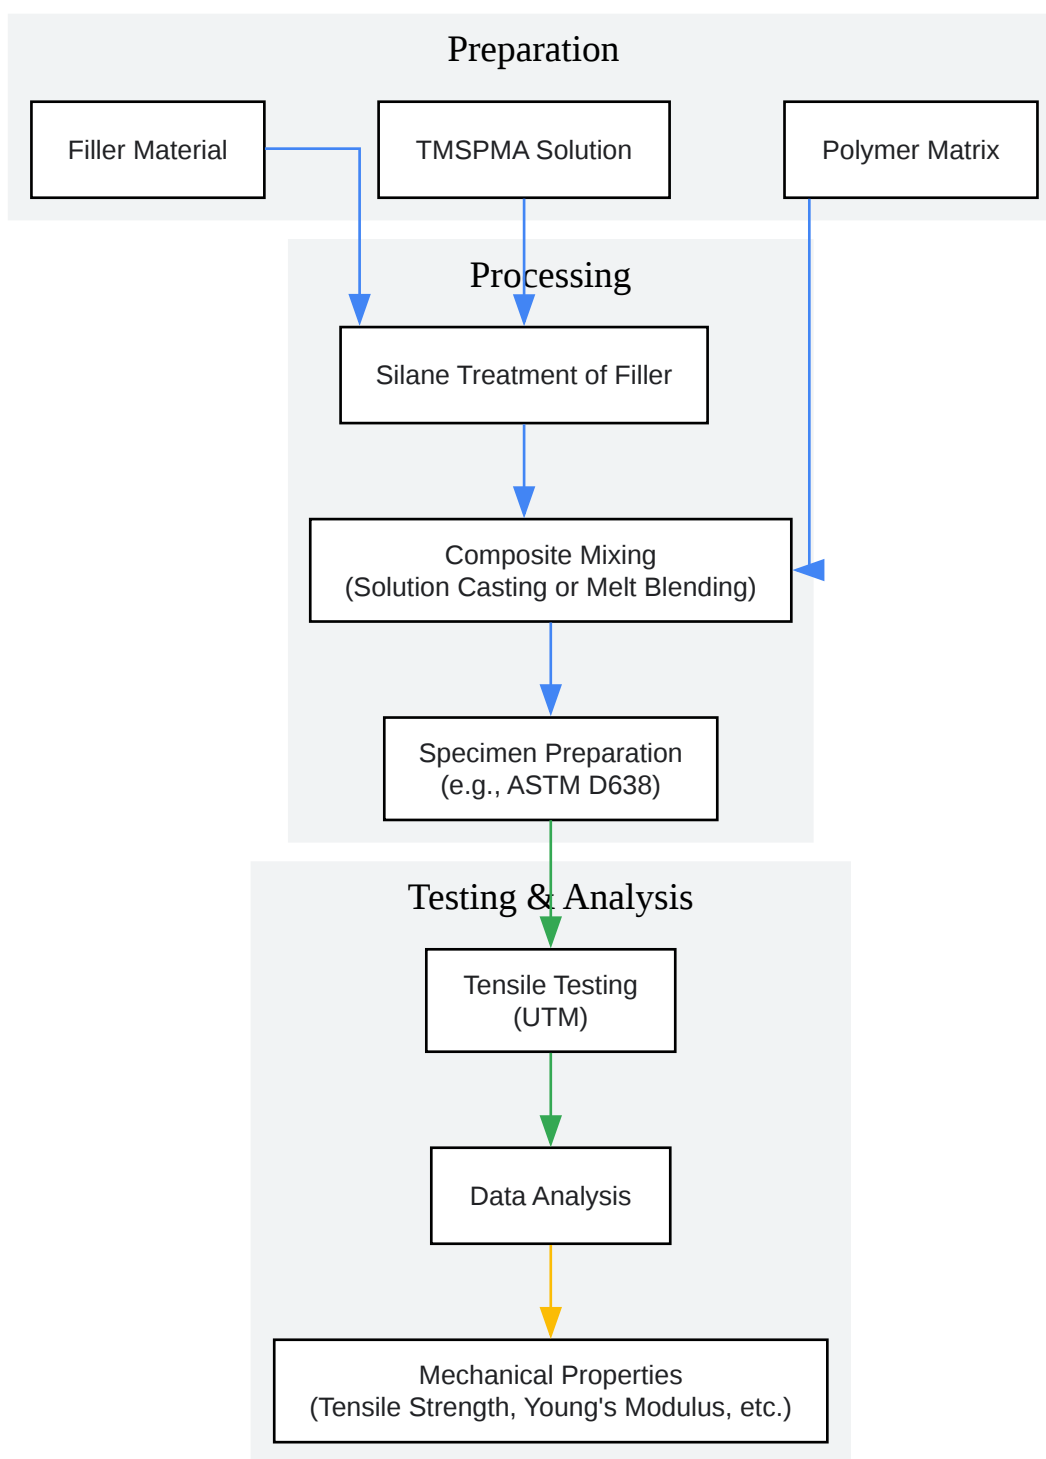 Preparation
Filler Material
TMSPMA Solution
Polymer Matrix
Processing
Silane Treatment of Filler
Composite Mixing
(Solution Casting or Melt Blending)
Specimen Preparation
(e.g., ASTM D638)
Testing & Analysis
Tensile Testing
(UTM)
Data Analysis
Mechanical Properties
(Tensile Strength, Young's Modulus, etc.)